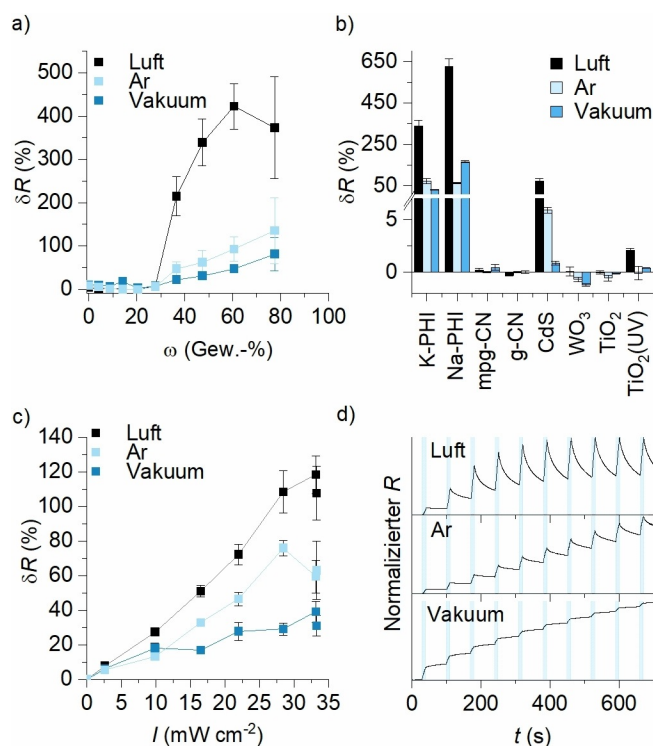 a)
Luft
Ar
Vakuum
500
400
300
200
100
0
δR (%)
0 20 40 60 80 100
ω (Gew.-%)
b)
Luft
Ar
Vakuum
650
450
250
50
5
0
δR (%)
K-PHI
Na-PHI
mpg-CN
g-CN
CdS
WO3
TiO2
TiO2(UV)
c)
Luft
Ar
Vakuum
140
120
100
80
60
40
20
0
δR (%)
0 5 10 15 20 25 30 35
I (mW cm-2)
d)
Luft
Ar
Vakuum
Normalizierter R
0 200 400 600
t (s)